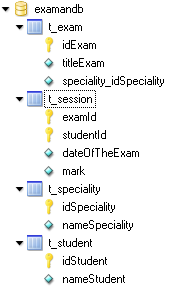 examandb
t_exam
idExam
titleExam
speciality_idSpeciality
t_session
examId
studentId
dateOfTheExam
mark
t_speciality
idSpeciality
nameSpeciality
t_student
idStudent
nameStudent